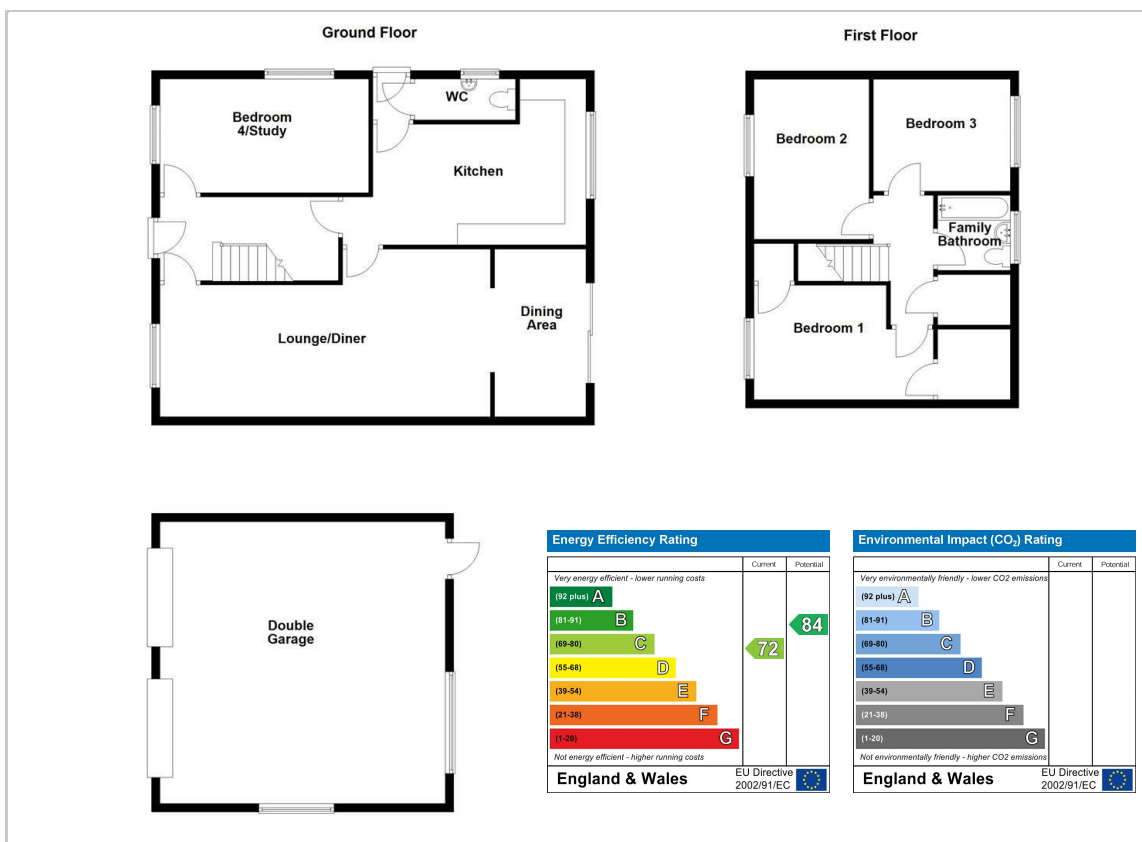 Ground Floor
First Floor
Bedroom
4/Study
WC
Kitchen
Lounge/Diner
Dining
Area
Bedroom 2
Bedroom 3
Family
Bathroom
Bedroom 1
Double
Garage
Energy Efficiency Rating
Current
Potential
Very energy efficient - lower running costs
(92 plus) A
(81-91) B
(69-80) C
(55-68) D
(39-54) E
(21-38) F
(1-20) G
72
84
Not energy efficient - higher running costs
England & Wales
EU Directive
2002/91/EC
Environmental Impact (CO₂) Rating
Current
Potential
Very environmentally friendly - lower CO2 emissions
(92 plus) A
(81-91) B
(69-80) C
(55-68) D
(39-54) E
(21-38) F
(1-20) G
Not environmentally friendly - higher CO2 emissions
England & Wales
EU Directive
2002/91/EC